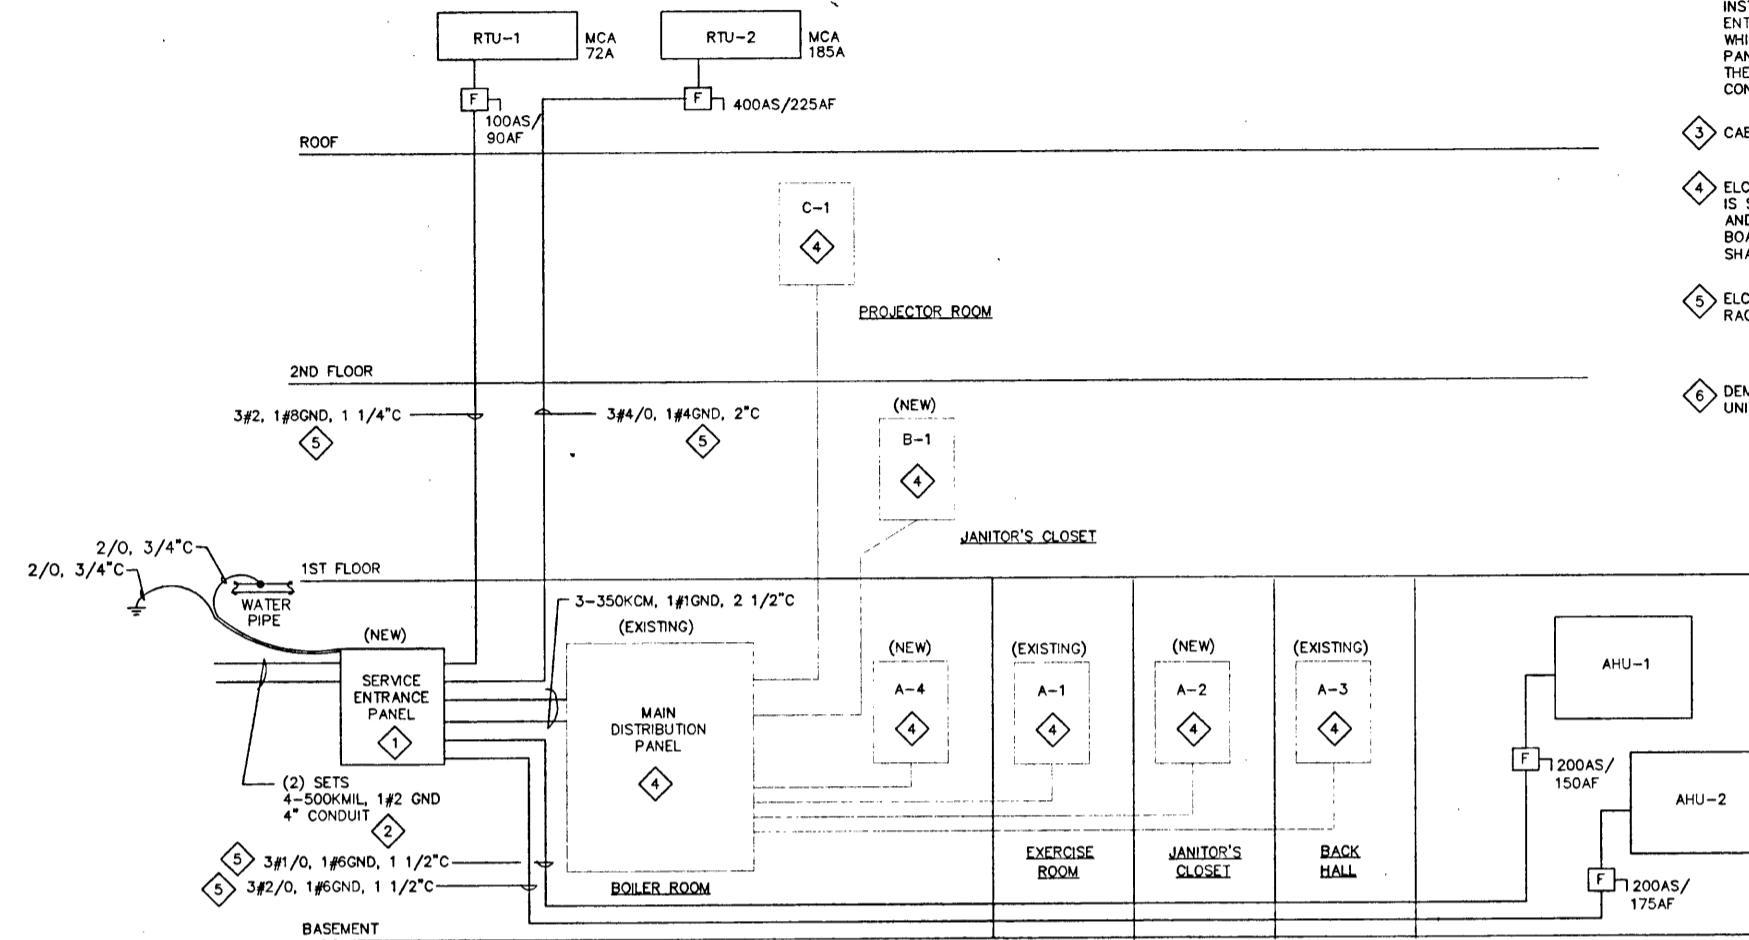 RTU-1
MCA
72A
RTU-2
MCA
185A
F
100AS/
90AF
F
400AS/225AF
ROOF
C-1
4
PROJECTOR ROOM
2ND FLOOR
3#2, 1#8GND, 1 1/4"C
5
3#4/0, 1#4GND, 2"C
5
(NEW)
B-1
4
JANITOR'S CLOSET
2/0, 3/4"C
2/0, 3/4"C
WATER
PIPE
1ST FLOOR
(NEW)
SERVICE
ENTRANCE
PANEL
1
3-350KCM, 1#1GND, 2 1/2"C
(EXISTING)
MAIN
DISTRIBUTION
PANEL
4
(NEW)
A-4
4
(EXISTING)
A-1
4
(NEW)
A-2
4
(EXISTING)
A-3
4
AHU-1
F
200AS/
150AF
AHU-2
F
200AS/
175AF
(2) SETS
4-500KMIL, 1#2 GND
4" CONDUIT
2
5
3#1/0, 1#6GND, 1 1/2"C
5
3#2/0, 1#6GND, 1 1/2"C
BOILER ROOM
EXERCISE
ROOM
JANITOR'S
CLOSET
BACK
HALL
BASEMENT
THE
3
4
IS
5
6